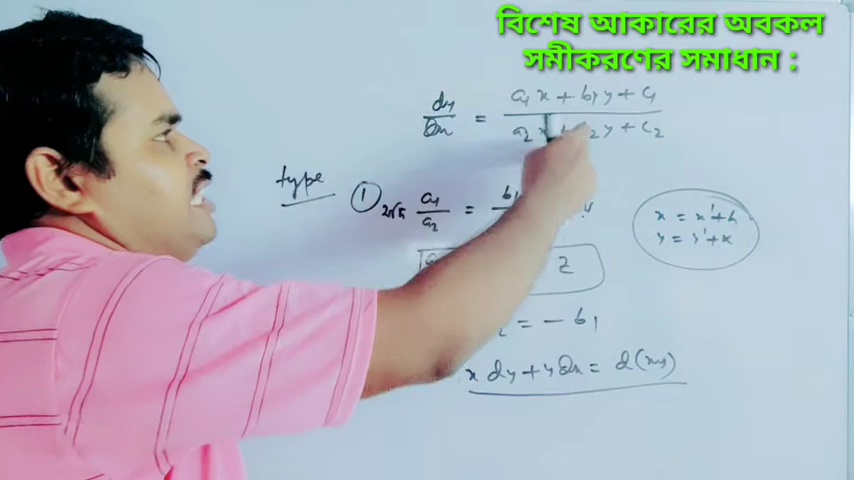 বিশেষ আকারের অবকল
সমীকরণের সমাধান :
dy/dx = a₁x + b₁y + c₁ / a₂x + b₂y + c₂
type
① যদি a₁/a₂ =
x = x' + h
y = y' + k
z
= - b₁
x dy + y dx = d(xy)